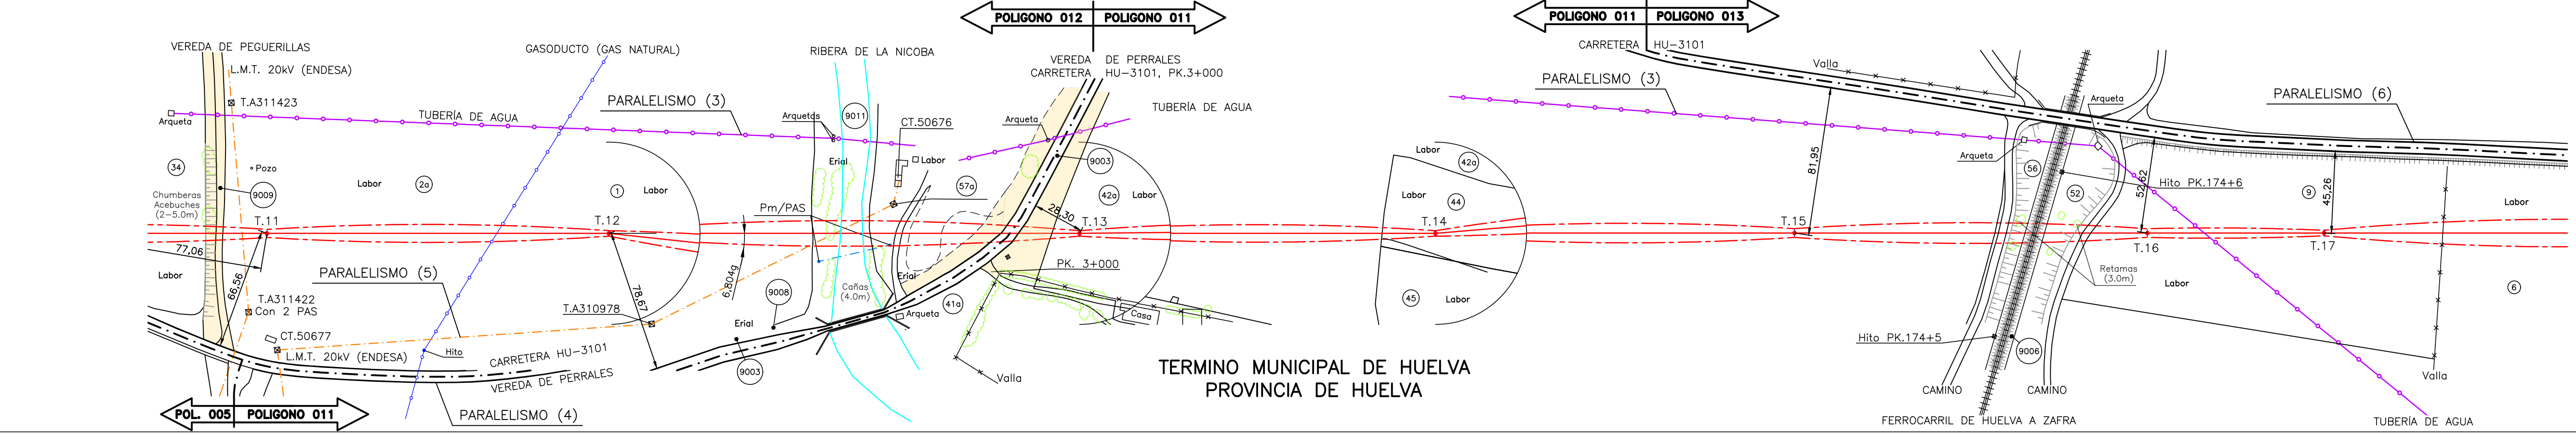 POLIGONO 012
POLIGONO 011
POLIGONO 011
POLIGONO 013
VEREDA DE PEGUERILLAS
GASODUCTO (GAS NATURAL)
RIBERA DE LA NICOBA
VEREDA DE PERRALES
CARRETERA HU-3101, PK.3+000
CARRETERA HU-3101
L.M.T. 20kV (ENDESA)
PARALELISMO (3)
PARALELISMO (3)
Valla
PARALELISMO (6)
T.A311423
Arqueta
TUBERÍA DE AGUA
Arquetas
9011
CT.50676
TUBERÍA DE AGUA
Arqueta
Arqueta
34
Pozo
Labor
2a
1
Labor
Erial
Labor
57a
9003
42a
Labor
Labor
42a
Labor
44
81,95
Arqueta
56
52
52,62
Hito PK.174+6
9
45,26
Labor
Chumberas
Acebuches
(2-5.0m)
9009
Pm/PAS
28,30
T.11
T.12
T.13
T.14
T.15
T.16
T.17
77,06
66,56
Labor
PARALELISMO (5)
T.A311422
Con 2 PAS
T.A310978
78,67
6,804g
9008
Cañas
(4.0m)
Erial
41a
PK. 3+000
Casa
45
Labor
Retamas
(3.0m)
Labor
6
CT.50677
L.M.T. 20kV (ENDESA)
Hito
CARRETERA HU-3101
VEREDA DE PERRALES
Erial
9003
Arqueta
Valla
Hito PK.174+5
9006
Valla
TERMINO MUNICIPAL DE HUELVA
PROVINCIA DE HUELVA
CAMINO
CAMINO
POL. 005
POLIGONO 011
PARALELISMO (4)
FERROCARRIL DE HUELVA A ZAFRA
TUBERÍA DE AGUA